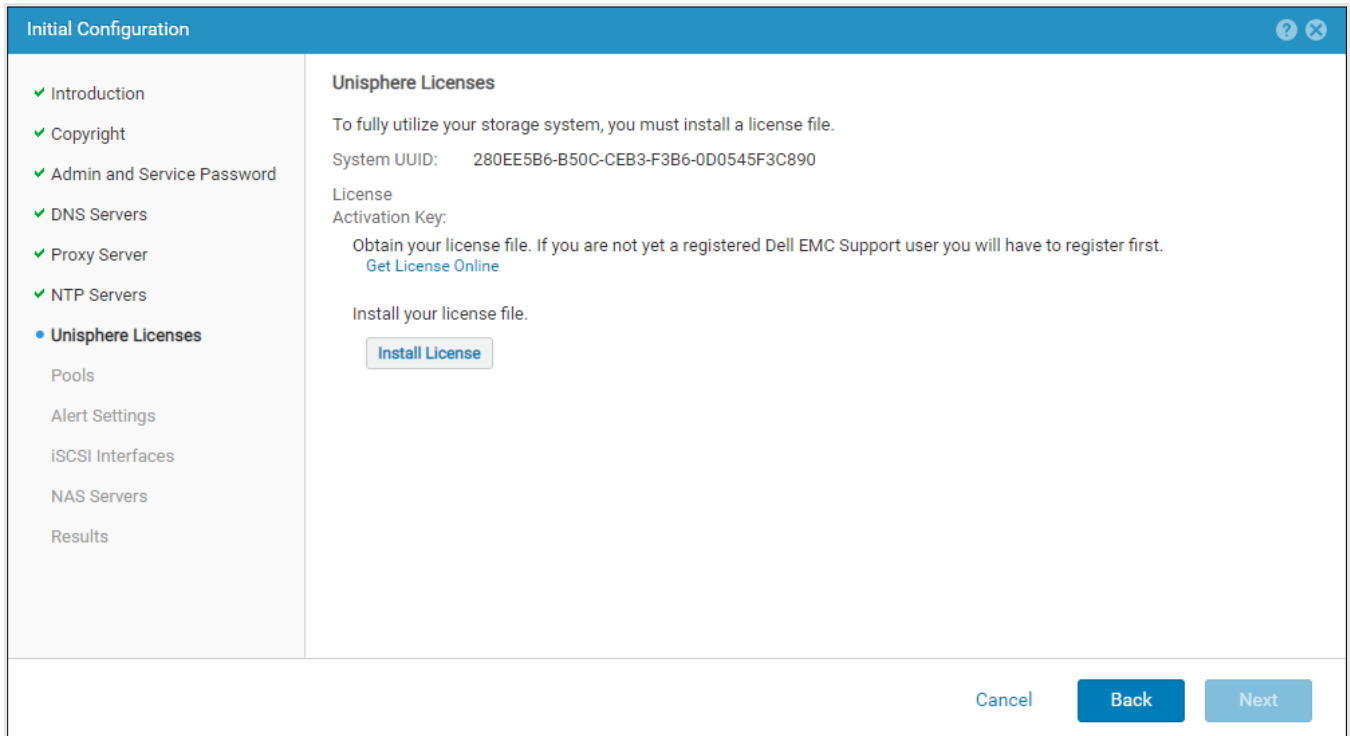 Initial Configuration
Introduction
Copyright
Admin and Service Password
DNS Servers
Proxy Server
NTP Servers
Unisphere Licenses
Pools
Alert Settings
iSCSI Interfaces
NAS Servers
Results
Unisphere Licenses
To fully utilize your storage system, you must install a license file.
System UUID: 280EE5B6-B50C-CEB3-F3B6-0D0545F3C890
License
Activation Key:
Obtain your license file. If you are not yet a registered Dell EMC Support user you will have to register first.
Get License Online
Install your license file.
Install License
Cancel Back Next